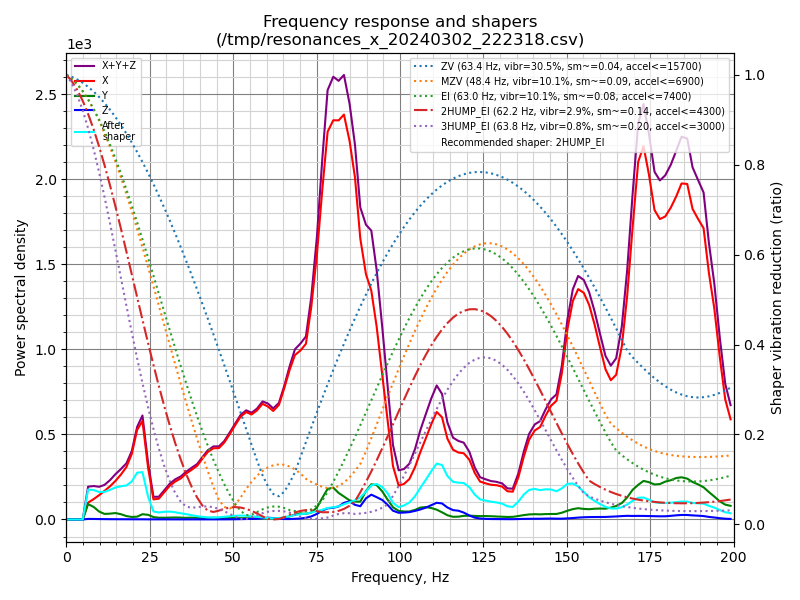 Frequency response and shapers
(/tmp/resonances_x_20240302_222318.csv)
1e3
X+Y+Z
X
Y
Z
After
shaper
ZV (63.4 Hz, vibr=30.5%, sm~=0.04, accel<=15700)
MZV (48.4 Hz, vibr=10.1%, sm~=0.09, accel<=6900)
EI (63.0 Hz, vibr=10.1%, sm~=0.08, accel<=7400)
2HUMP_EI (62.2 Hz, vibr=2.9%, sm~=0.14, accel<=4300)
3HUMP_EI (63.8 Hz, vibr=0.8%, sm~=0.20, accel<=3000)
Recommended shaper: 2HUMP_EI
Power spectral density
2.5
2.0
1.5
1.0
0.5
0.0
1.0
0.8
0.6
0.4
0.2
0.0
Shaper vibration reduction (ratio)
0 25 50 75 100 125 150 175 200
Frequency, Hz